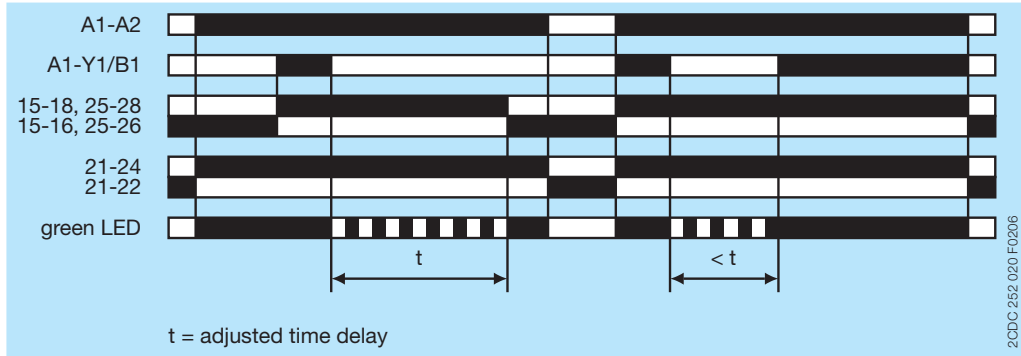 A1-A2
A1-Y1/B1
15-18, 25-28
15-16, 25-26
21-24
21-22
green LED
t
< t
t = adjusted time delay
2CDC 252 020 F0206